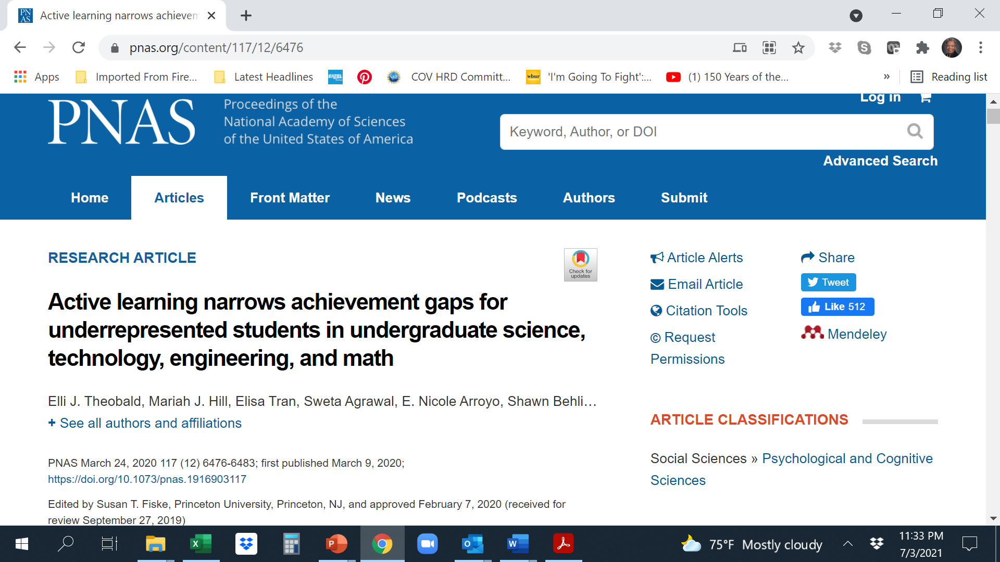 PN
AS
Active learning narrows achievem
pnas.org/content/117/12/6476
Apps
Imported From Fire...
Latest Headlines
COV HRD Committ...
wbur
'I'm Going To Fight':...
(1) 150 Years of the...
»
Reading list
PNAS
Proceedings of the
National Academy of Sciences
of the United States of America
Log in
Keyword, Author, or DOI
Advanced Search
Home
Articles
Front Matter
News
Podcasts
Authors
Submit
RESEARCH ARTICLE
Check for
updates
Active learning narrows achievement gaps for
underrepresented students in undergraduate science,
technology, engineering, and math
Elli J. Theobald, Mariah J. Hill, Elisa Tran, Sweta Agrawal, E. Nicole Arroyo, Shawn Behli…
+ See all authors and affiliations
PNAS March 24, 2020 117 (12) 6476-6483; first published March 9, 2020;
https://doi.org/10.1073/pnas.1916903117
Edited by Susan T. Fiske, Princeton University, Princeton, NJ, and approved February 7, 2020 (received for
review September 27, 2019)
Article Alerts
Email Article
Citation Tools
© Request
Permissions
Share
Tweet
Like 512
Mendeley
ARTICLE CLASSIFICATIONS
Social Sciences » Psychological and Cognitive
Sciences
75°F Mostly cloudy
11:33 PM
7/3/2021